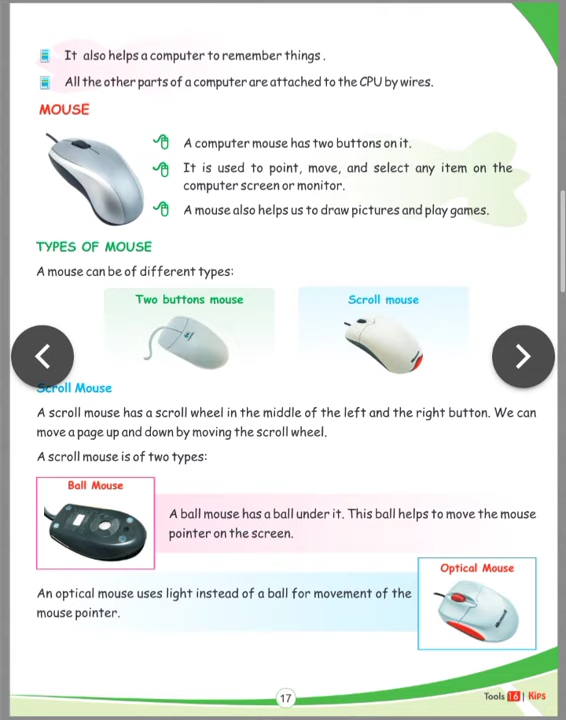 It also helps a computer to remember things .
All the other parts of a computer are attached to the CPU by wires.
MOUSE
A computer mouse has two buttons on it.
It is used to point, move, and select any item on the
computer screen or monitor.
A mouse also helps us to draw pictures and play games.
TYPES OF MOUSE
A mouse can be of different types:
Two buttons mouse
Scroll mouse
Scroll Mouse
A scroll mouse has a scroll wheel in the middle of the left and the right button. We can
move a page up and down by moving the scroll wheel.
A scroll mouse is of two types:
Ball Mouse
A ball mouse has a ball under it. This ball helps to move the mouse
pointer on the screen.
Optical Mouse
An optical mouse uses light instead of a ball for movement of the
mouse pointer.
Microsoft
17
Tools 16 | Kips